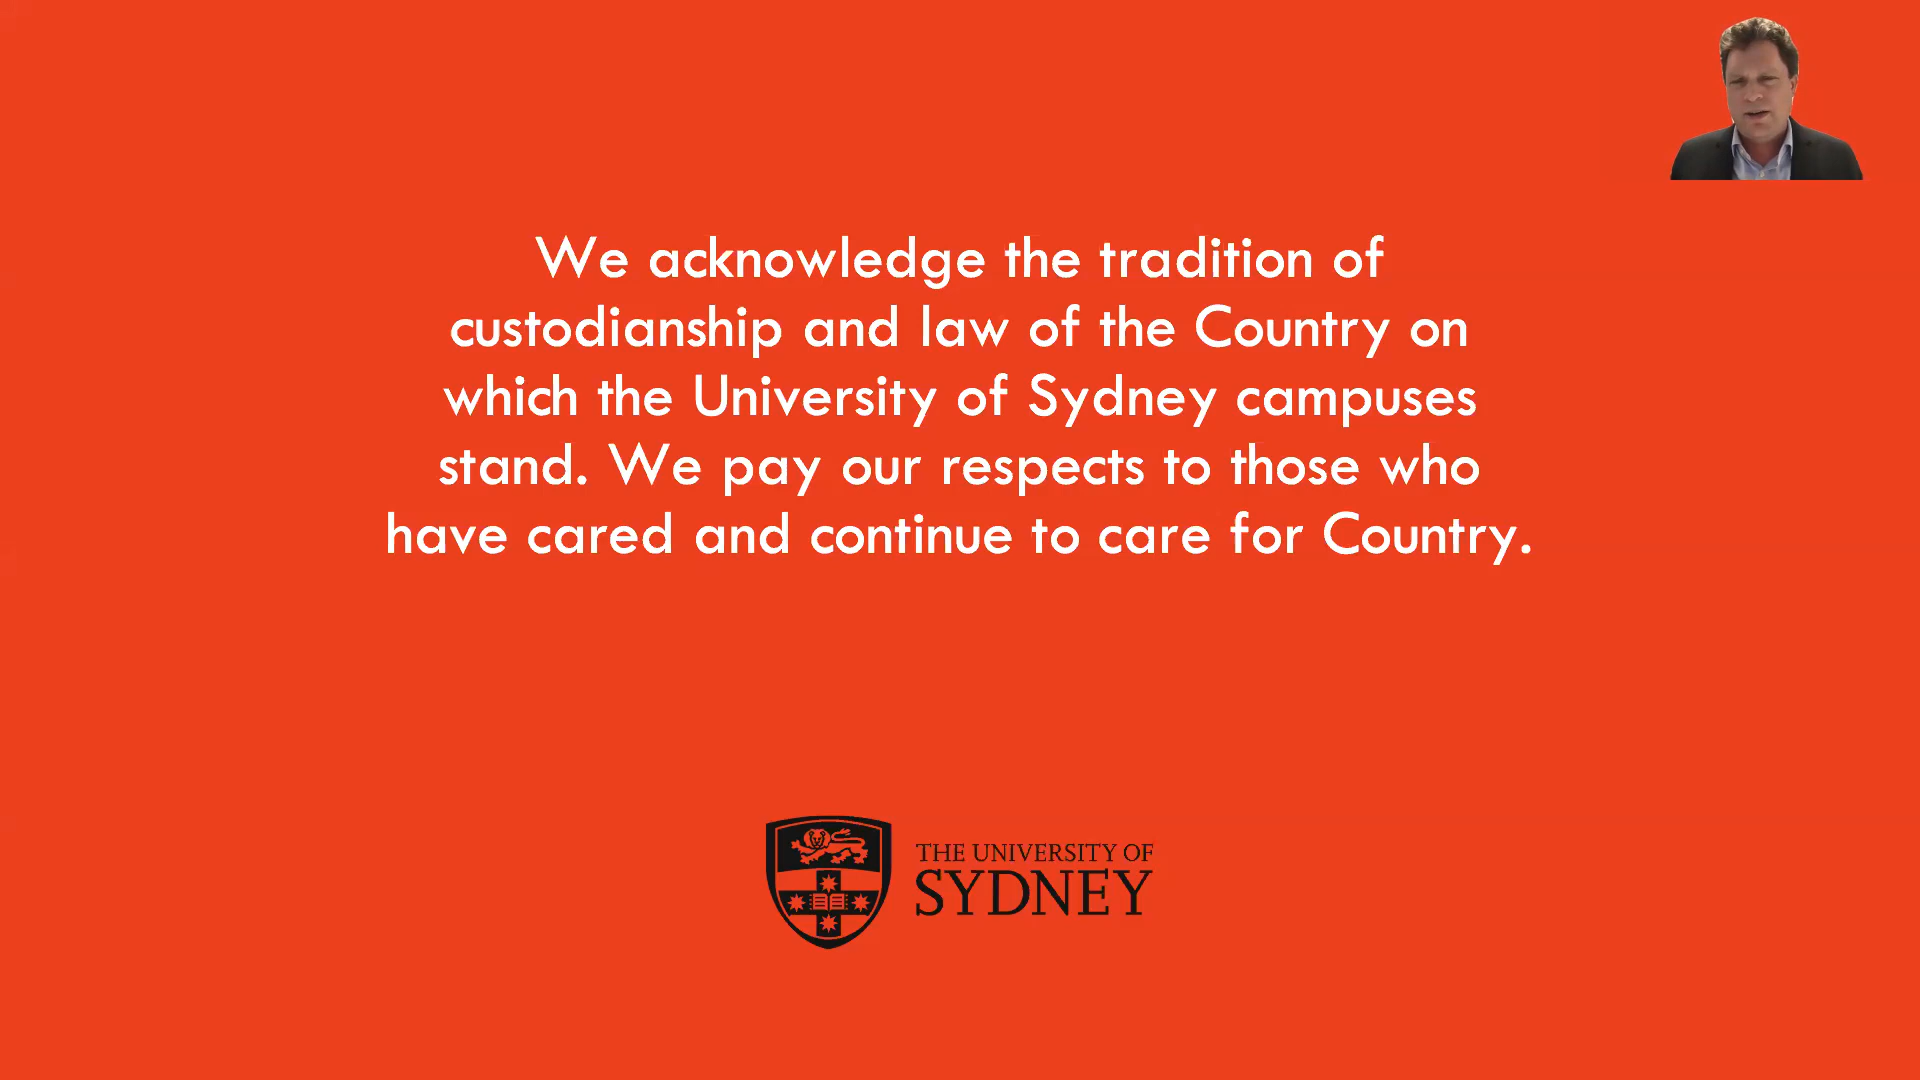 We acknowledge the tradition of
custodianship and law of the Country on
which the University of Sydney campuses
stand. We pay our respects to those who
have cared and continue to care for Country.
THE UNIVERSITY OF
SYDNEY